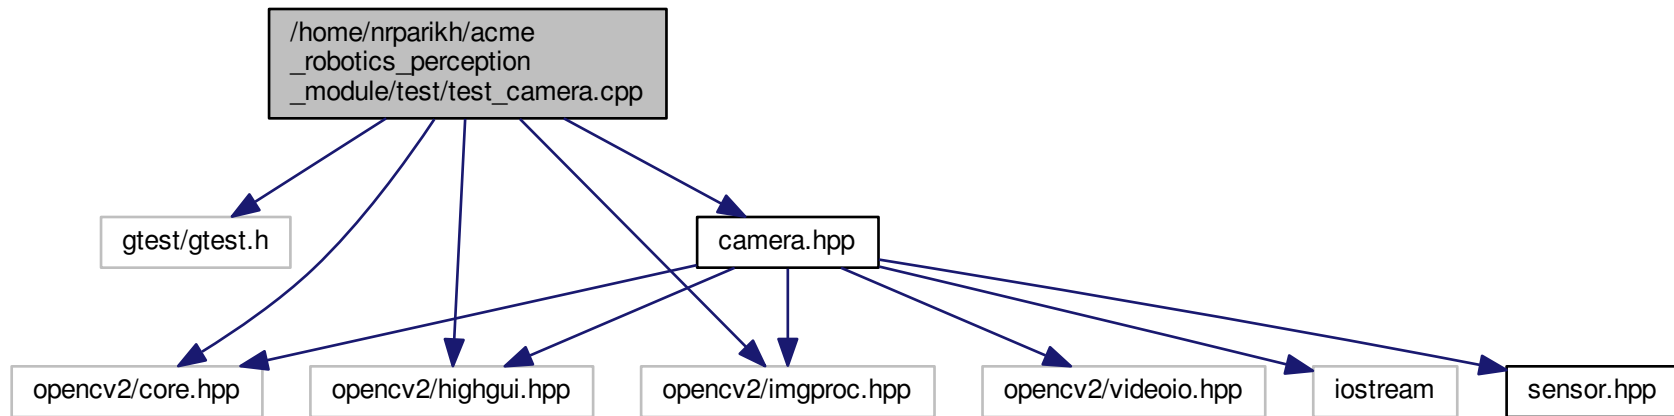 /home/nrparikh/acme
_robotics_perception
_module/test/test_camera.cpp
gtest/gtest.h
camera.hpp
opencv2/core.hpp
opencv2/highgui.hpp
opencv2/imgproc.hpp
opencv2/videoio.hpp
iostream
sensor.hpp